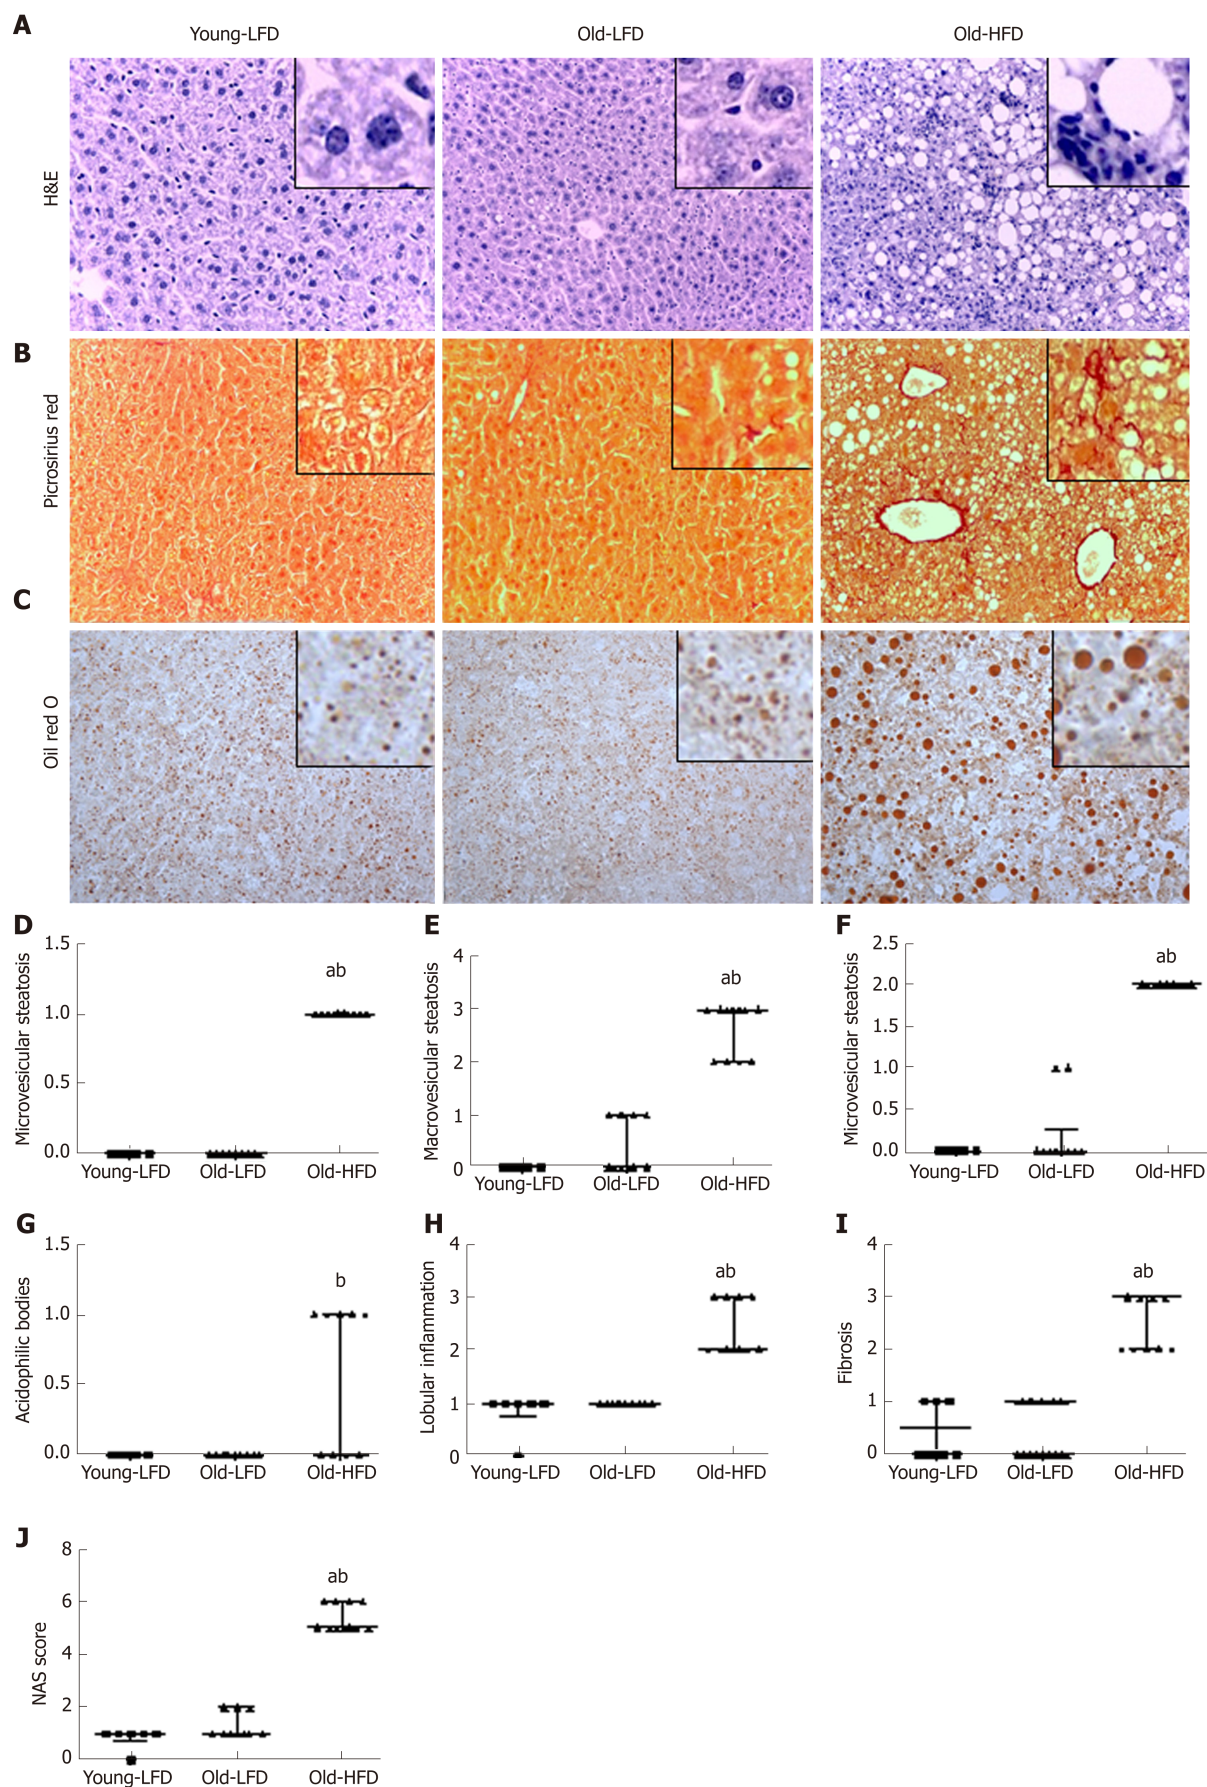 A
Young-LFD
Old-LFD
Old-HFD
H&E
B
Picrosirius red
C
Oil red O
D
Microvesicular steatosis
1.5
1.0
0.5
0.0
ab
Young-LFD
Old-LFD
Old-HFD
E
Macrovesicular steatosis
4
3
2
1
0
ab
Young-LFD
Old-LFD
Old-HFD
F
Microvesicular steatosis
2.5
2.0
1.5
1.0
0.5
0.0
ab
Young-LFD
Old-LFD
Old-HFD
G
Acidophilic bodies
1.5
1.0
0.5
0.0
b
Young-LFD
Old-LFD
Old-HFD
H
Lobular inflammation
4
3
2
1
0
ab
Young-LFD
Old-LFD
Old-HFD
I
Fibrosis
4
3
2
1
0
ab
Young-LFD
Old-LFD
Old-HFD
J
NAS score
8
6
4
2
0
ab
Young-LFD
Old-LFD
Old-HFD